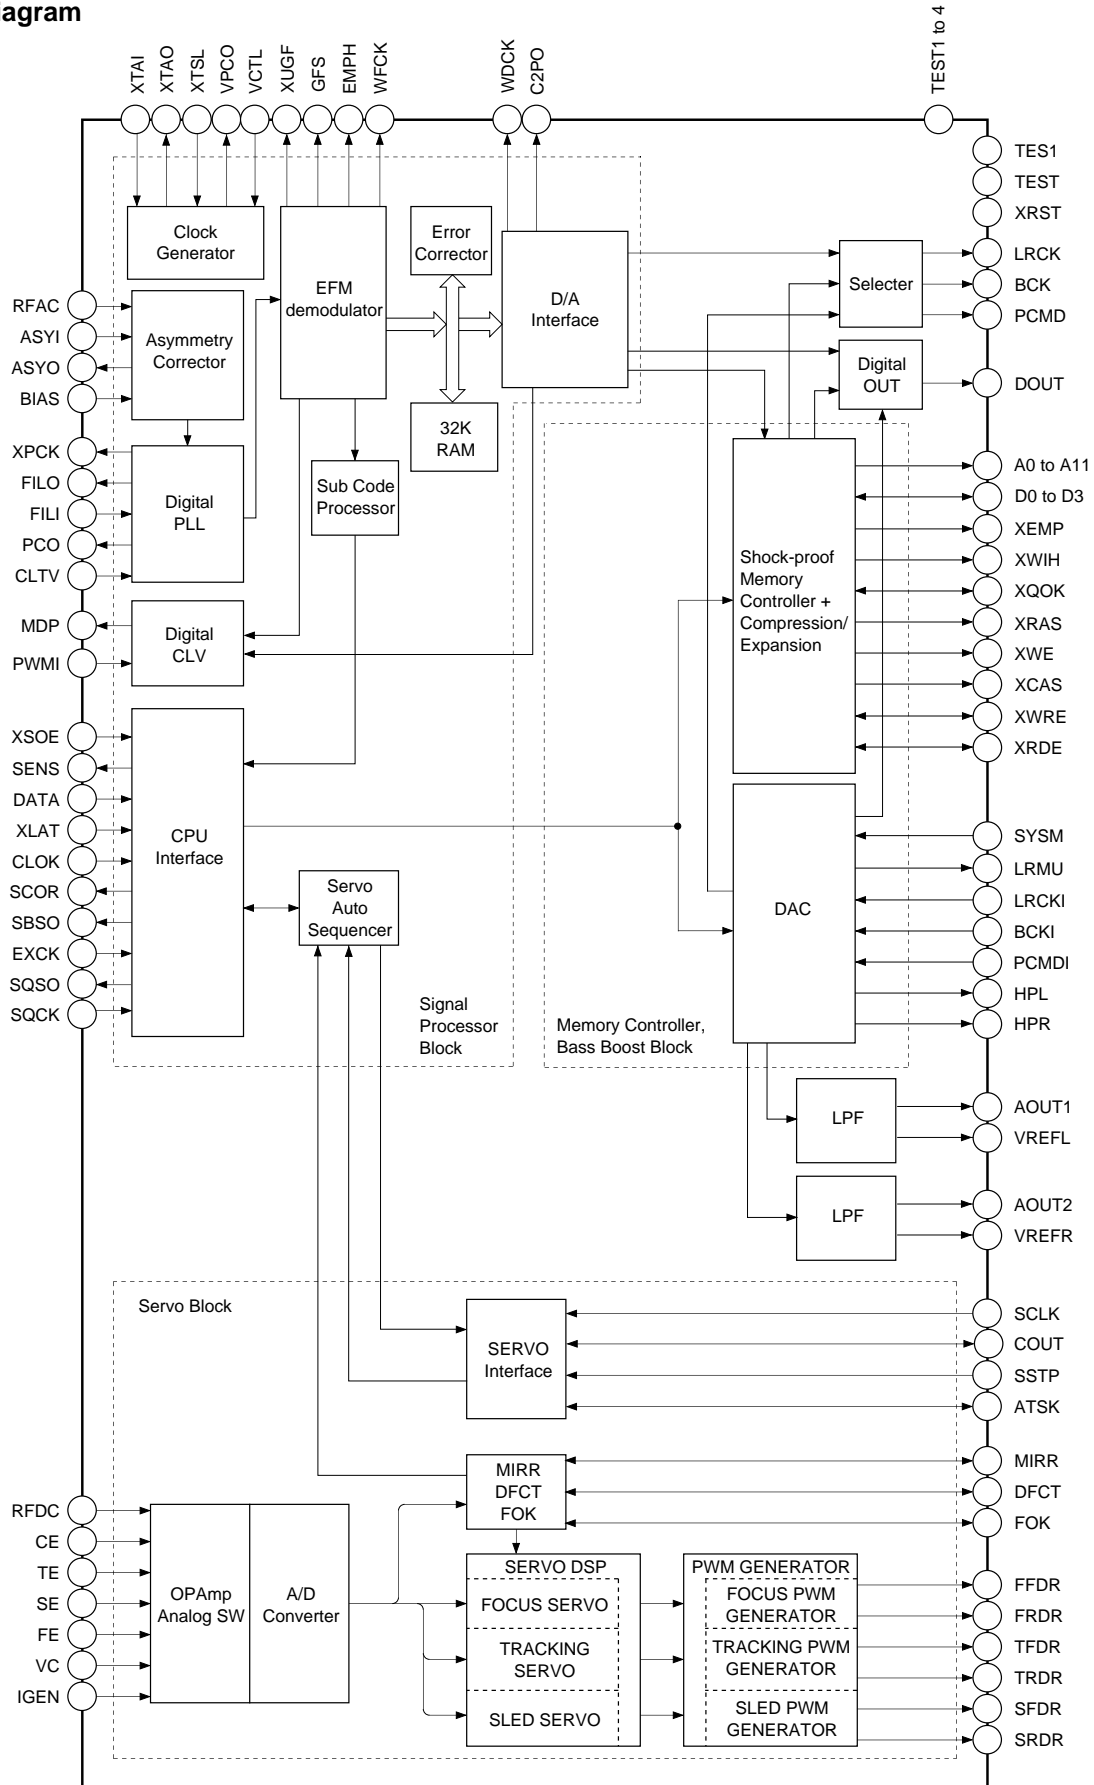 iagram
XTAI
XTAO
XTSL
VPCO
VCTL
XUGF
GFS
EMPH
WFCK
WDCK
C2PO
TEST1 to 4
TES1
TEST
XRST
LRCK
BCK
PCMD
DOUT
A0 to A11
D0 to D3
XEMP
XWIH
XQOK
XRAS
XWE
XCAS
XWRE
XRDE
SYSM
LRMU
LRCKI
BCKI
PCMDI
HPL
HPR
AOUT1
VREFL
AOUT2
VREFR
SCLK
COUT
SSTP
ATSK
MIRR
DFCT
FOK
FFDR
FRDR
TFDR
TRDR
SFDR
SRDR
RFAC
ASYI
ASYO
BIAS
XPCK
FILO
FILI
PCO
CLTV
MDP
PWMI
XSOE
SENS
DATA
XLAT
CLOK
SCOR
SBSO
EXCK
SQSO
SQCK
RFDC
CE
TE
SE
FE
VC
IGEN
Clock
Generator
EFM
demodulator
Error
Corrector
D/A
Interface
Selecter
Asymmetry
Corrector
Digital
OUT
32K
RAM
Digital
PLL
Sub Code
Processor
Shock-proof
Memory
Controller +
Compression/
Expansion
Digital
CLV
CPU
Interface
Servo
Auto
Sequencer
DAC
Signal
Processor
Block
Memory Controller,
Bass Boost Block
LPF
LPF
Servo Block
SERVO
Interface
MIRR
DFCT
FOK
OPAmp
Analog SW
A/D
Converter
SERVO DSP
FOCUS SERVO
TRACKING
SERVO
SLED SERVO
PWM GENERATOR
FOCUS PWM
GENERATOR
TRACKING PWM
GENERATOR
SLED PWM
GENERATOR